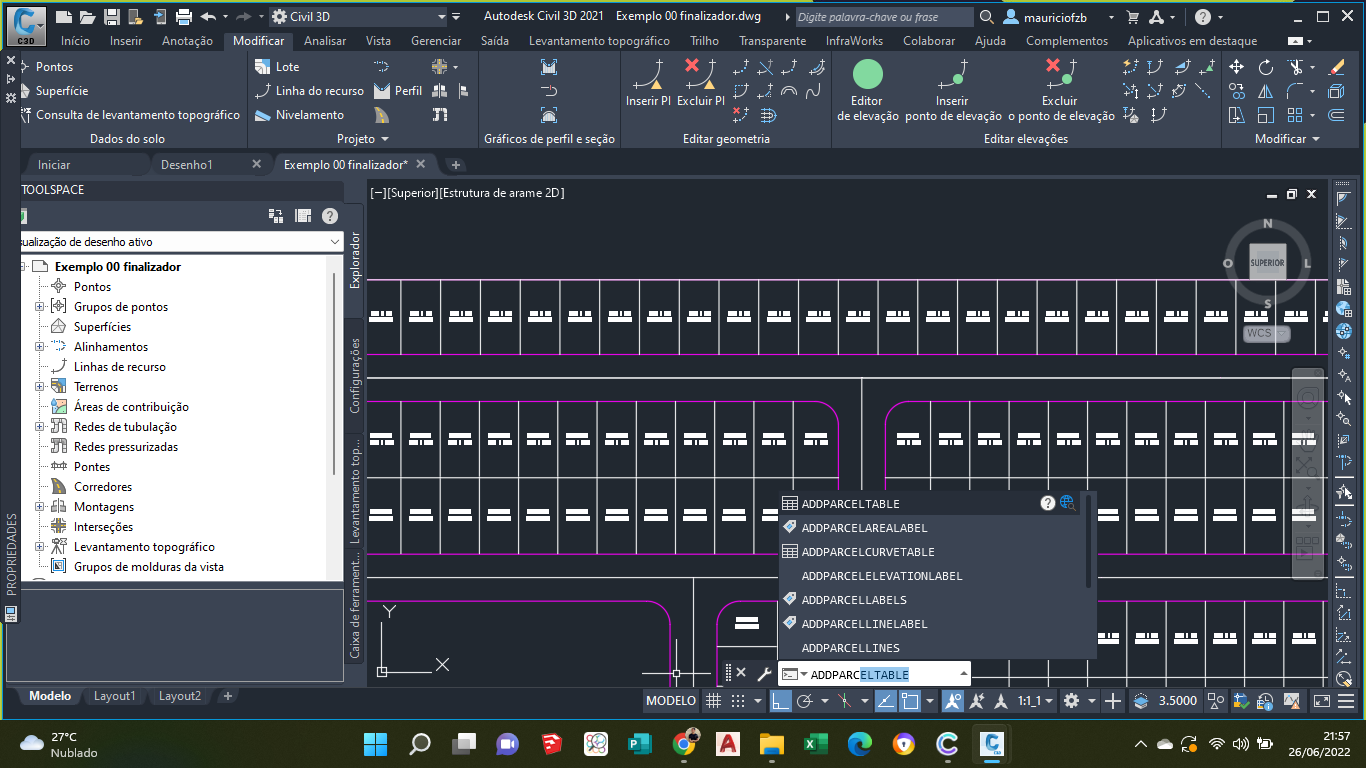 C3D
Civil 3D
Autodesk Civil 3D 2021
Exemplo 00 finalizador.dwg
Digite palavra-chave ou frase
mauriciofzb
Início
Inserir
Anotação
Modificar
Analisar
Vista
Gerenciar
Saída
Levantamento topográfico
Trilho
Transparente
InfraWorks
Colaborar
Ajuda
Complementos
Aplicativos em destaque
Pontos
Superfície
Consulta de levantamento topográfico
Dados do solo
Lote
Linha do recurso
Perfil
Nivelamento
Projeto
Gráficos de perfil e seção
Inserir PI
Excluir PI
Editar geometria
Editor
de elevação
Inserir
ponto de elevação
Excluir
o ponto de elevação
Editar elevações
Modificar
Iniciar
Desenho1
Exemplo 00 finalizador*
TOOLSPACE
[−][Superior][Estrutura de arame 2D]
sualização de desenho ativo
Exemplo 00 finalizador
Pontos
Grupos de pontos
Superfícies
Alinhamentos
Linhas de recurso
Terrenos
Áreas de contribuição
Redes de tubulação
Redes pressurizadas
Pontes
Corredores
Montagens
Interseções
Levantamento topográfico
Grupos de molduras da vista
Explorador
Configurações
Levantamento top...
Caixa de ferrament...
PROPRIEDADES
N
O
SUPERIOR
L
S
WCS
Y
X
ADDPARCELTABLE
ADDPARCELAREALABEL
ADDPARCELCURVETABLE
ADDPARCELELEVATIONLABEL
ADDPARCELLABELS
ADDPARCELLINELABEL
ADDPARCELLINES
ADDPARCELTABLE
Modelo
Layout1
Layout2
MODELO
1:1_1
3.5000
27°C
Nublado
21:57
26/06/2022